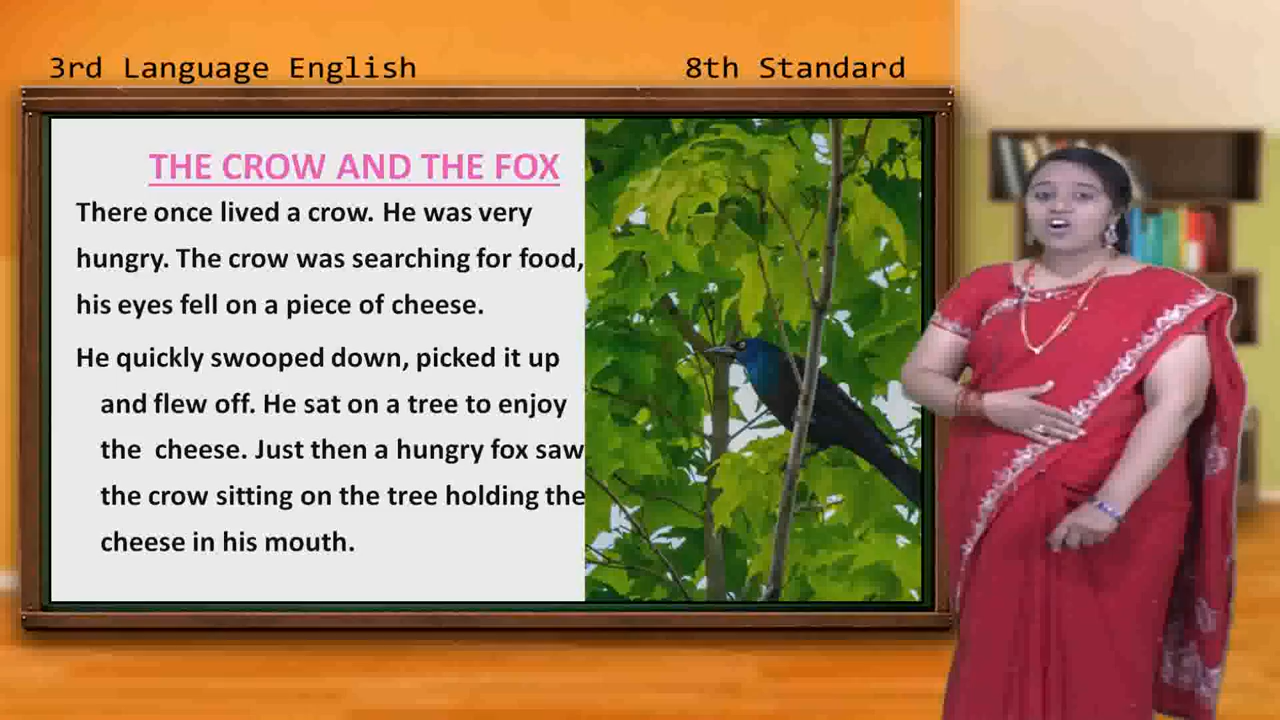 3rd Language English
8th Standard
THE CROW AND THE FOX
There once lived a crow. He was very
hungry. The crow was searching for food,
his eyes fell on a piece of cheese.
He quickly swooped down, picked it up
and flew off. He sat on a tree to enjoy
the cheese. Just then a hungry fox saw
the crow sitting on the tree holding the
cheese in his mouth.